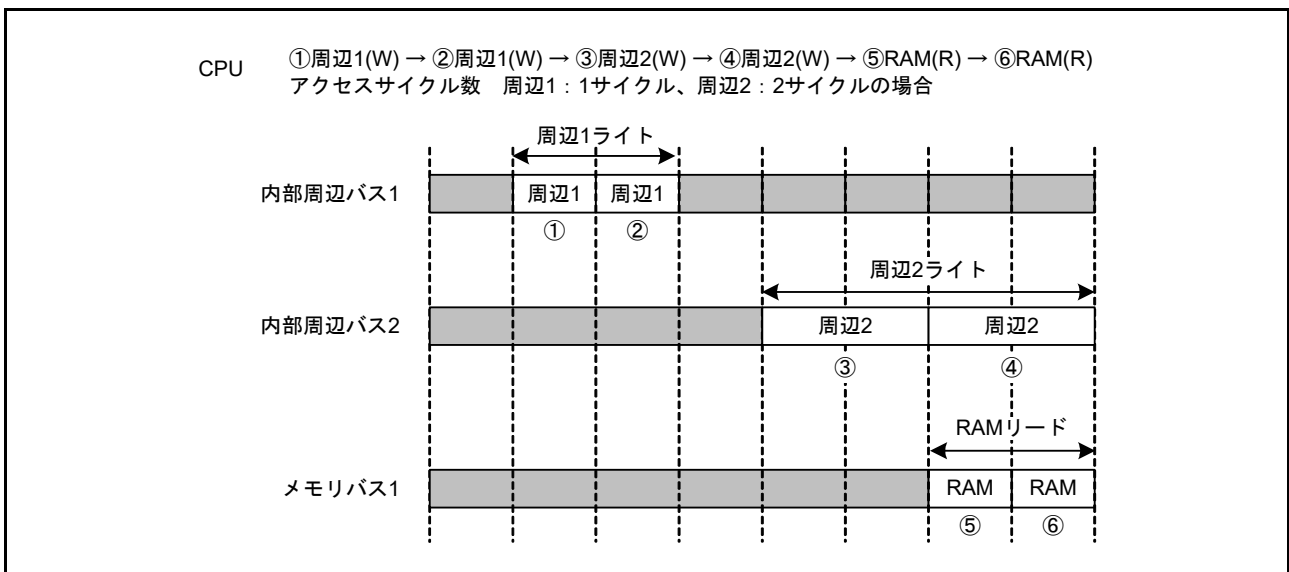 CPU ①周辺1(W) → ②周辺1(W) → ③周辺2(W) → ④周辺2(W) → ⑤RAM(R) → ⑥RAM(R)
アクセスサイクル数 周辺1：1サイクル、周辺2：2サイクルの場合
周辺1ライト
内部周辺バス1 周辺1 周辺1
① ②
周辺2ライト
内部周辺バス2 周辺2 周辺2
③ ④
RAMリード
メモリバス1 RAM RAM
⑤ ⑥